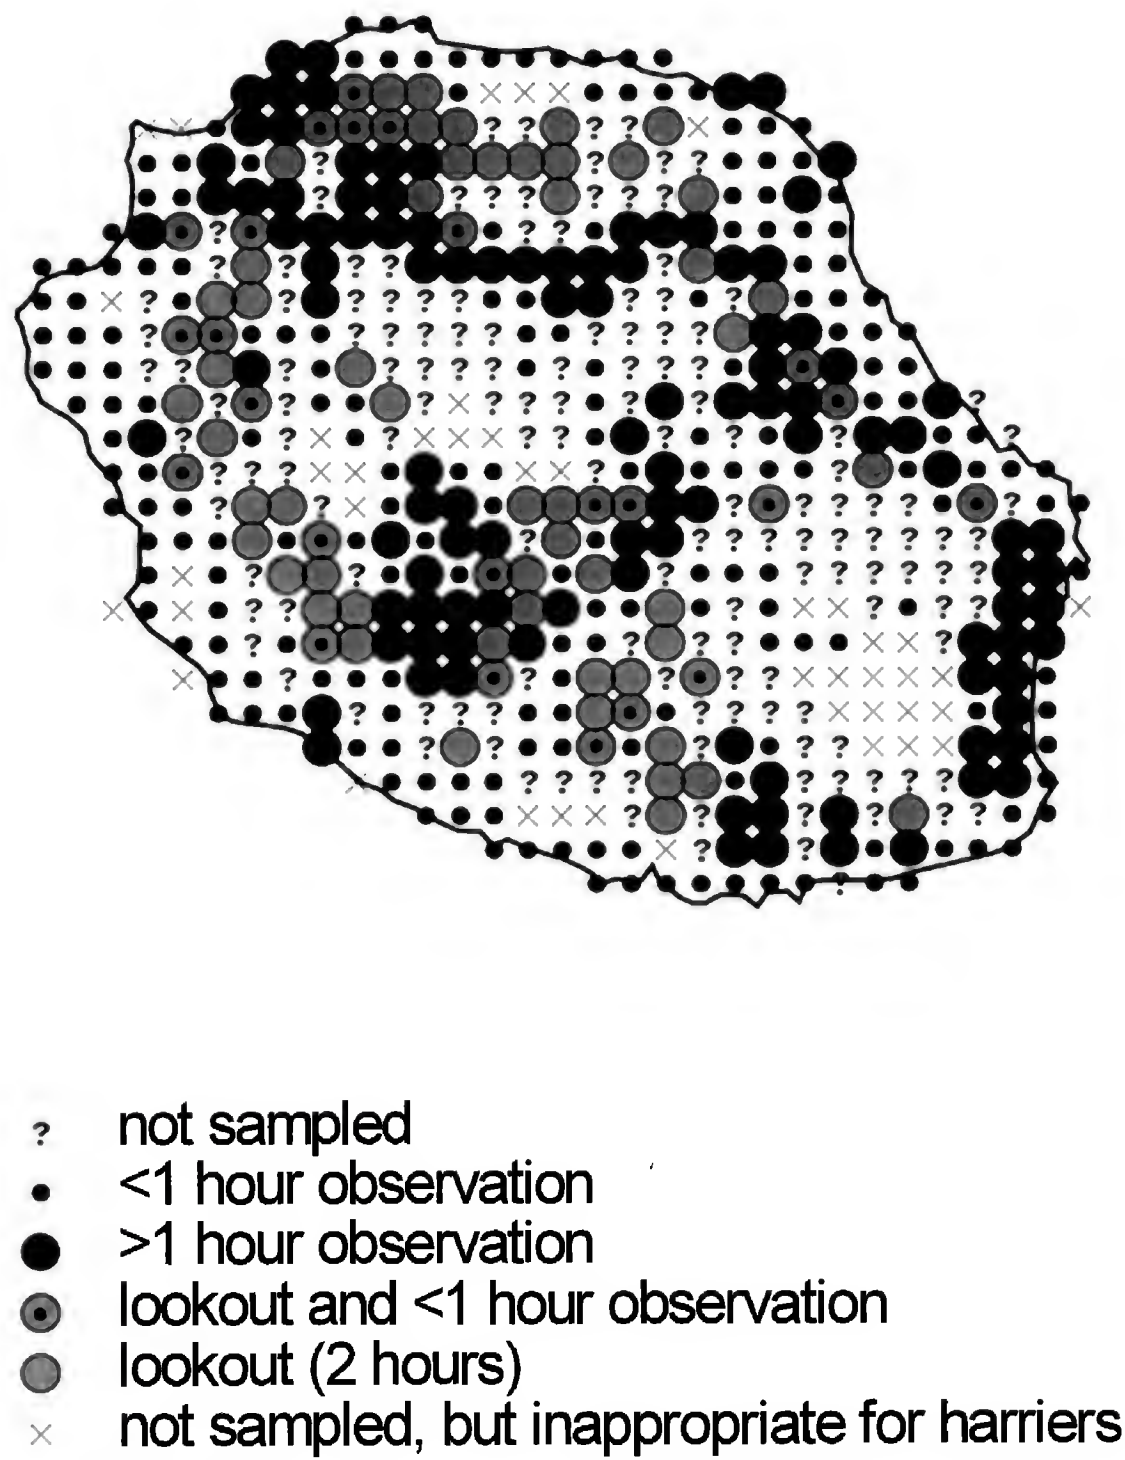 ? not sampled
<1 hour observation
>1 hour observation
lookout and <1 hour observation
lookout (2 hours)
× not sampled, but inappropriate for harriers